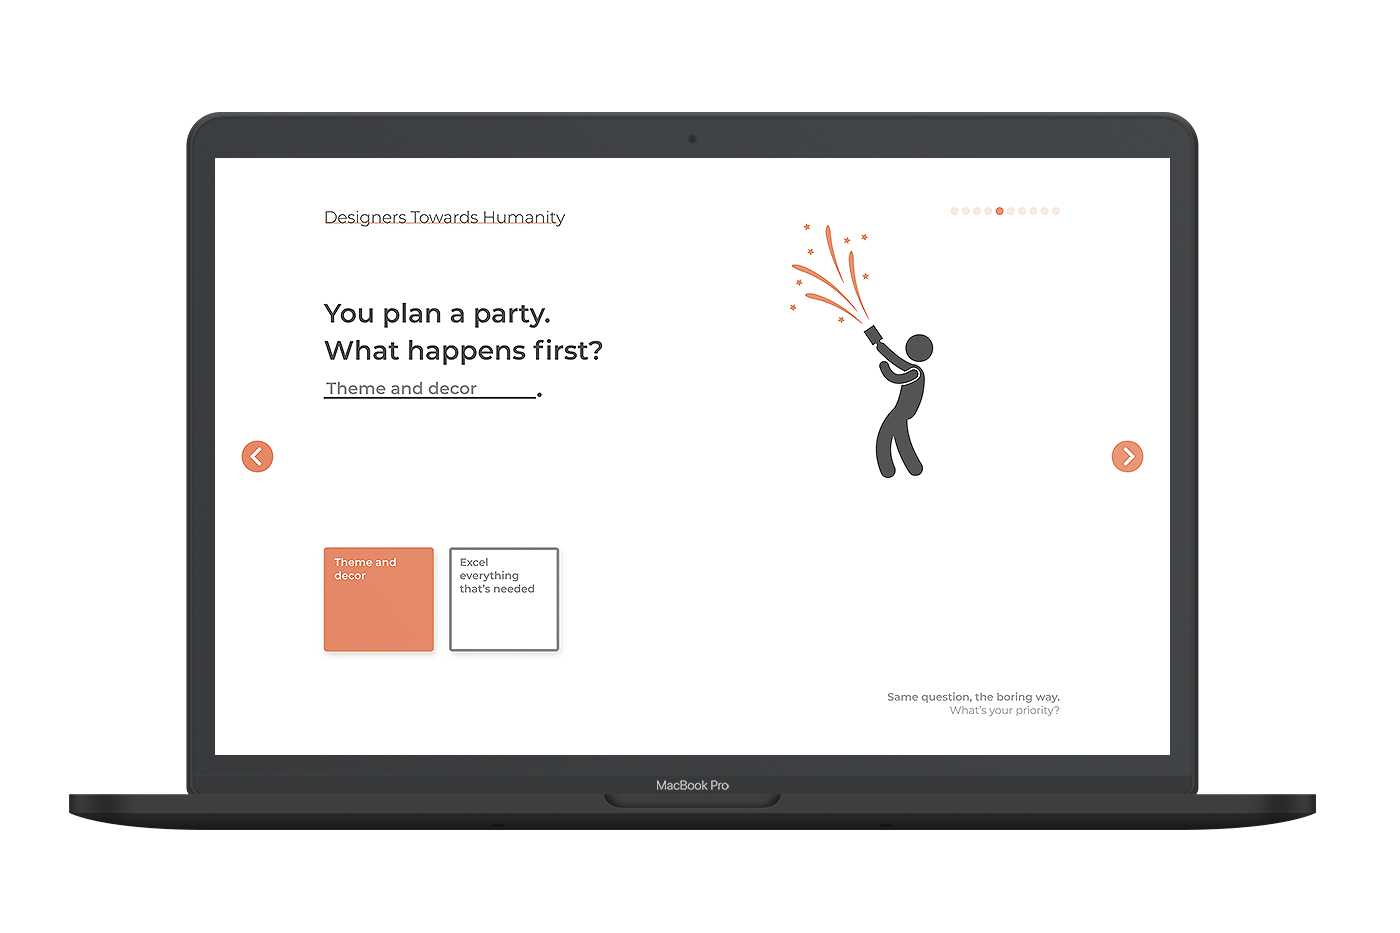 Designers Towards Humanity
You plan a party.
What happens first?
Theme and decor.
Theme and
decor
Excel
everything
that's needed
Same question, the boring way.
What's your priority?
MacBook Pro